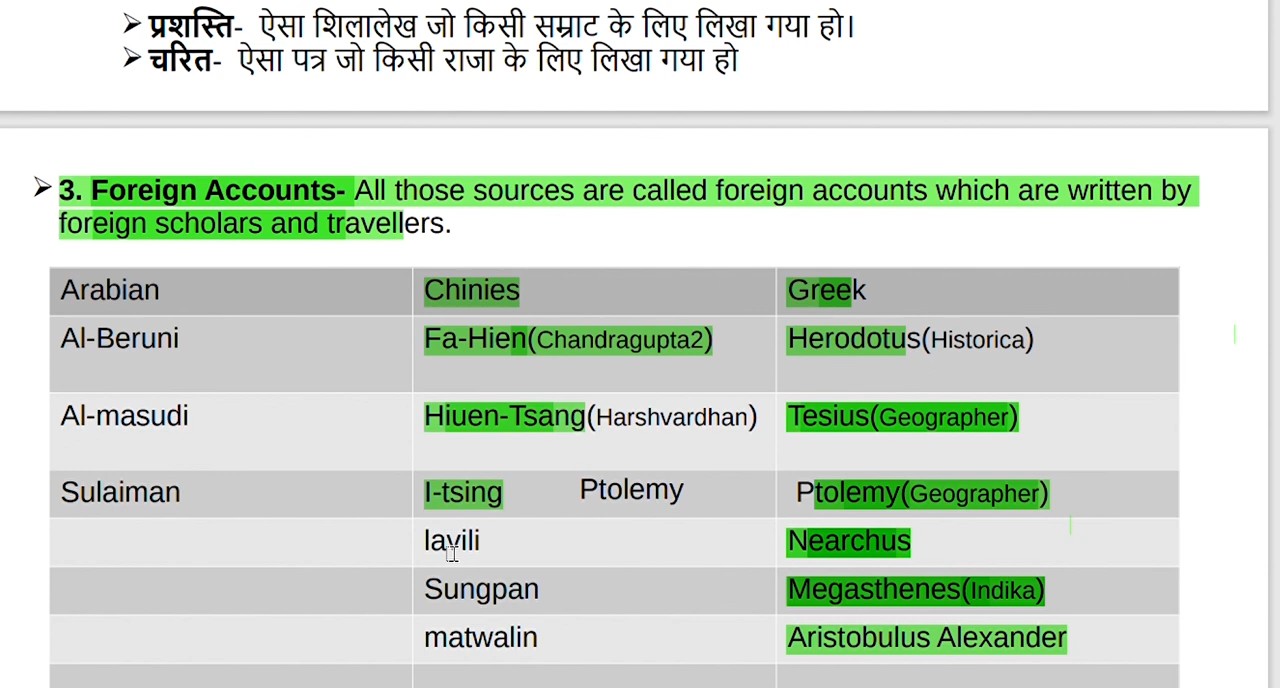 ➢ प्रशस्ति- ऐसा शिलालेख जो किसी सम्राट के लिए लिखा गया हो।
➢ चरित- ऐसा पत्र जो किसी राजा के लिए लिखा गया हो
➢ 3. Foreign Accounts- All those sources are called foreign accounts which are written by
foreign scholars and travellers.
Arabian Chinies Greek
Al-Beruni Fa-Hien(Chandragupta2) Herodotus(Historica)
Al-masudi Hiuen-Tsang(Harshvardhan) Tesius(Geographer)
Sulaiman I-tsing Ptolemy Ptolemy(Geographer)
lavili Nearchus
Sungpan Megasthenes(Indika)
matwalin Aristobulus Alexander